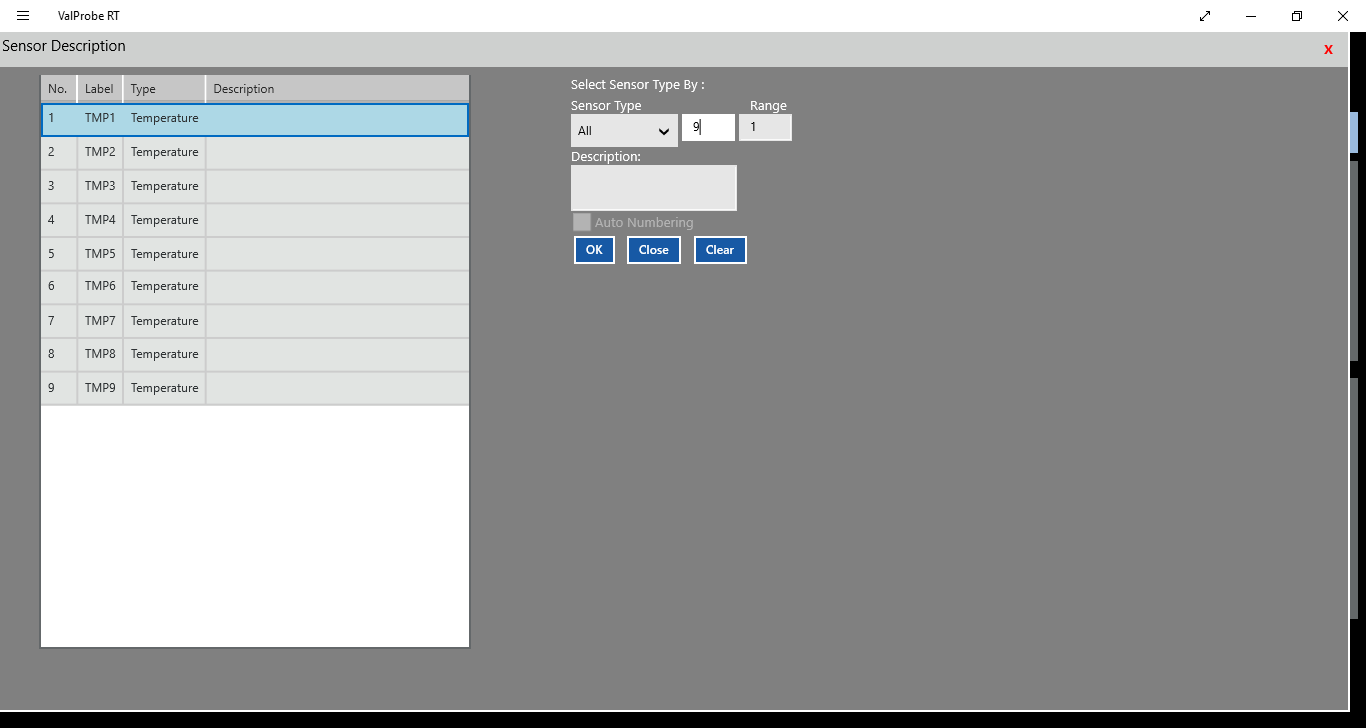 ValProbe RT
Sensor Description
X
No. Label Type Description
1 TMP1 Temperature
2 TMP2 Temperature
3 TMP3 Temperature
4 TMP4 Temperature
5 TMP5 Temperature
6 TMP6 Temperature
7 TMP7 Temperature
8 TMP8 Temperature
9 TMP9 Temperature
Select Sensor Type By :
Sensor Type Range
All 9 1
Description:
Auto Numbering
OK Close Clear